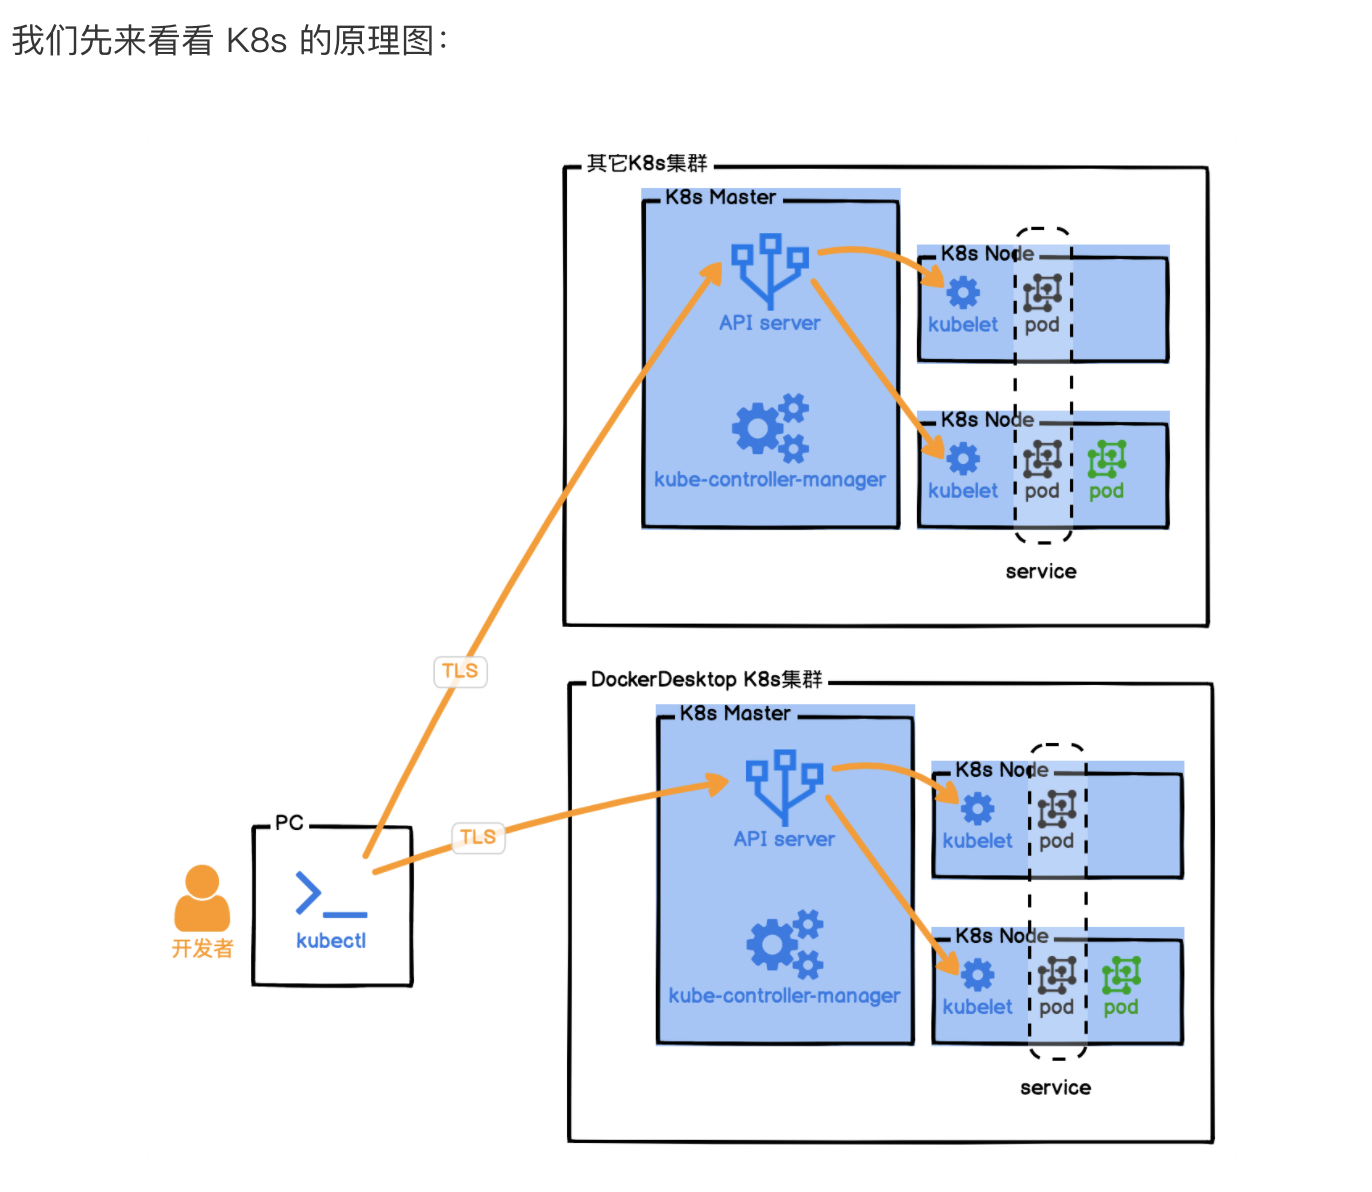 我们先来看看 K8s 的原理图：
其它K8s集群
K8s Master
API server
kube-controller-manager
K8s Node
kubelet
pod
K8s Node
kubelet
pod
pod
service
TLS
DockerDesktop K8s集群
K8s Master
API server
kube-controller-manager
K8s Node
kubelet
pod
K8s Node
kubelet
pod
pod
service
TLS
PC
kubectl
开发者